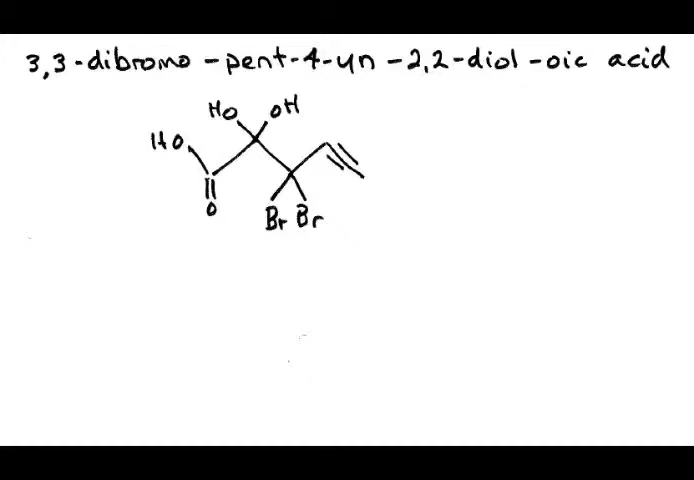 3,3-dibromo-pent-4-yn-2,2-diol-oic acid
HO OH
HO
O
Br Br